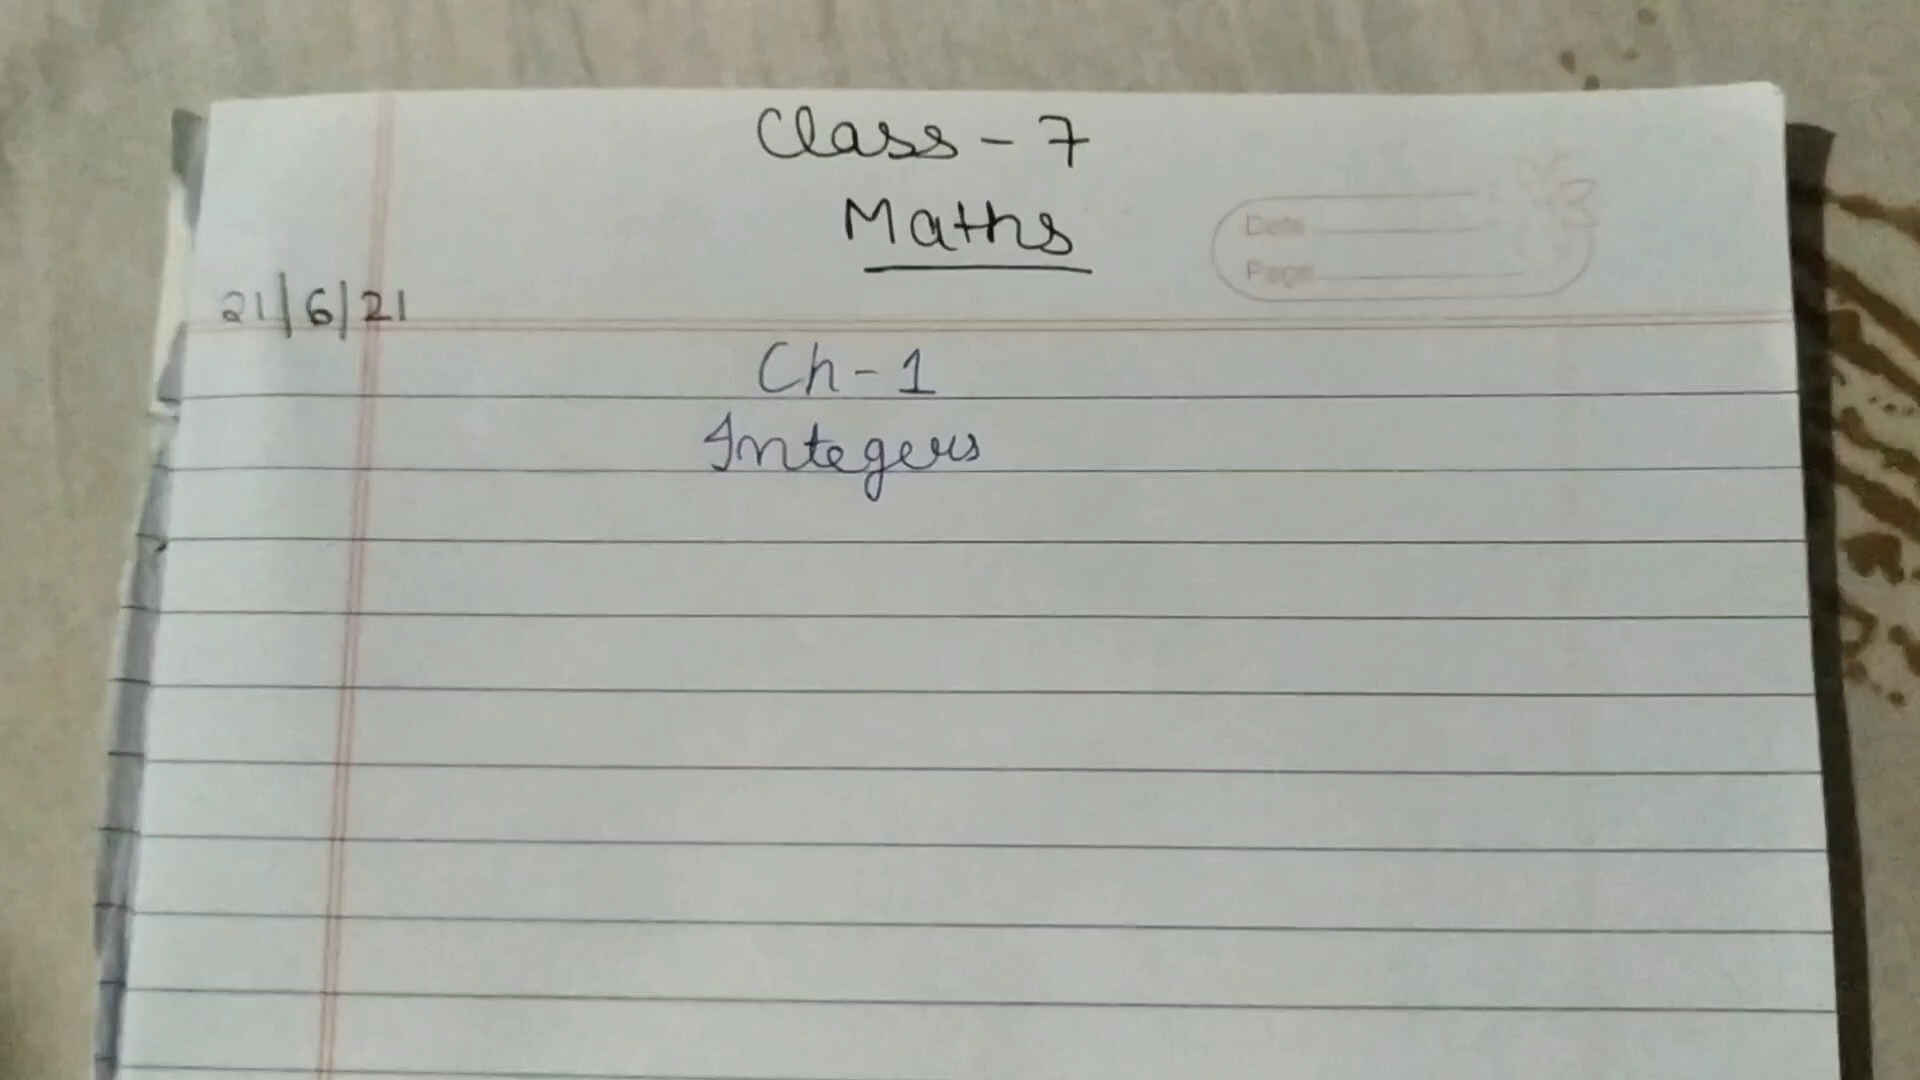 Class - 7
Maths
Date
Page
21/6/21
Ch - 1
Integers